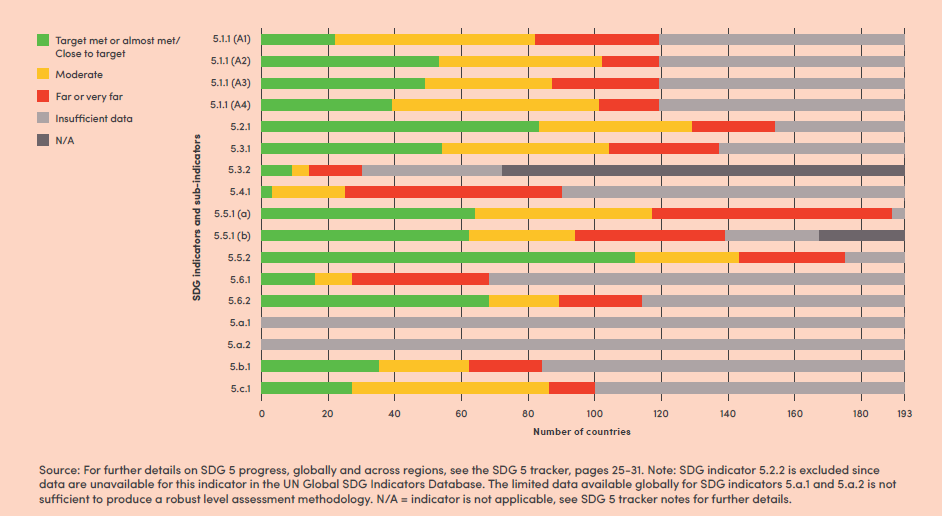 Target met or almost met/
Close to target
Moderate
Far or very far
Insufficient data
N/A
SDG indicators and sub-indicators
5.1.1 (A1)
5.1.1 (A2)
5.1.1 (A3)
5.1.1 (A4)
5.2.1
5.3.1
5.3.2
5.4.1
5.5.1 (a)
5.5.1 (b)
5.5.2
5.6.1
5.6.2
5.a.1
5.a.2
5.b.1
5.c.1
0 20 40 60 80 100 120 140 160 180 193
Number of countries
Source: For further details on SDG 5 progress, globally and across regions, see the SDG 5 tracker, pages 25–31. Note: SDG indicator 5.2.2 is excluded since
data are unavailable for this indicator in the UN Global SDG Indicators Database. The limited data available globally for SDG indicators 5.a.1 and 5.a.2 is not
sufficient to produce a robust level assessment methodology. N/A = indicator is not applicable, see SDG 5 tracker notes for further details.